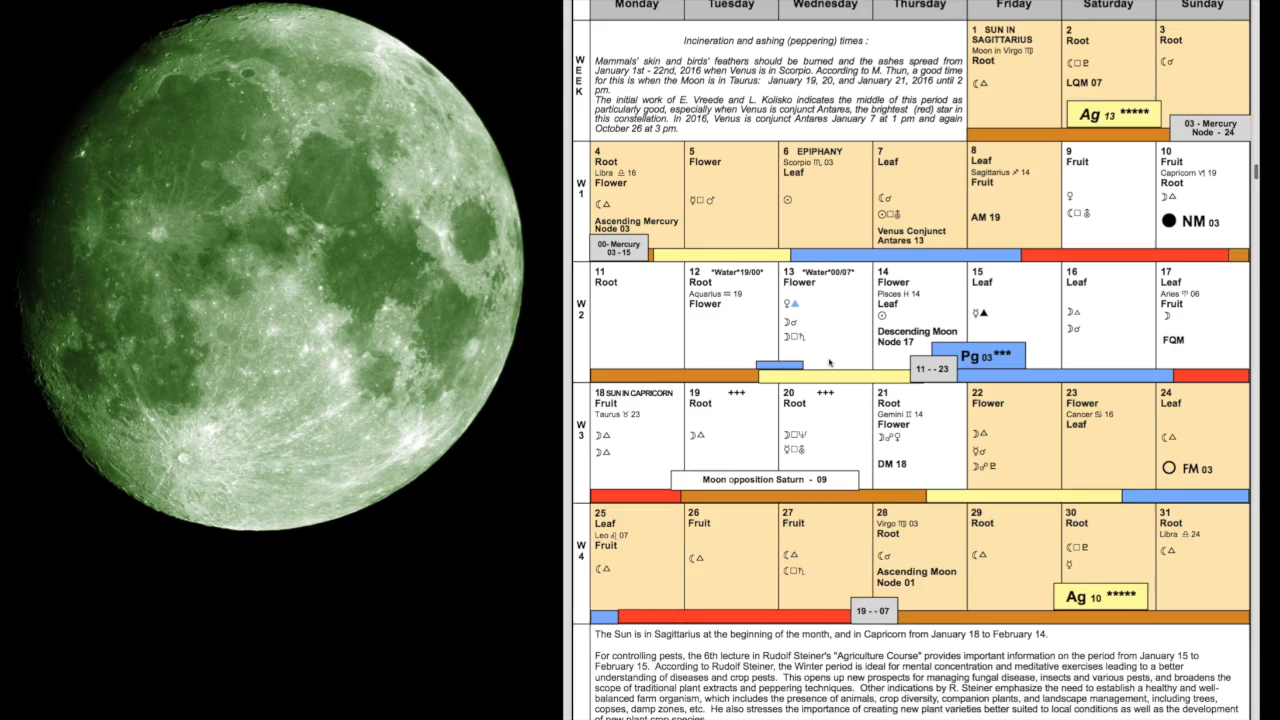 Monday Tuesday Wednesday Thursday Friday Saturday Sunday
WEEK
Incineration and ashing (peppering) times :
Mammals' skin and birds' feathers should be burned and the ashes spread from
January 1st - 22nd, 2016 when Venus is in Scorpio. According to M. Thun, a good time
for this is when the Moon is in Taurus: January 19, 20, and January 21, 2016 until 2
pm.
The initial work of E. Vreede and L. Kolisko indicates the middle of this period as
particularly good, especially when Venus is conjunct Antares, the brightest (red) star in
this constellation. In 2016, Venus is conjunct Antares January 7 at 1 pm and again
October 26 at 3 pm.
1 SUN IN
SAGITTARIUS
Moon in Virgo ♍
Root
☾△
2
Root
☾□♇
LQM 07
Ag 13 *****
3
Root
☾☌
03 - Mercury
Node - 24
W
1
4
Root
Libra ♎ 16
Flower
☾△
Ascending Mercury
Node 03
00- Mercury
03 - 15
5
Flower
☿□ ♂
6 EPIPHANY
Scorpio ♏ 03
Leaf
☉
7
Leaf
☾☌
☉□⛢
Venus Conjunct
Antares 13
8
Leaf
Sagittarius ♐ 14
Fruit
AM 19
9
Fruit
♀
☾□ ⛢
10
Fruit
Capricorn ♑ 19
Root
☽△
NM 03
W
2
11
Root
12 *Water*19/00*
Root
Aquarius ♒ 19
Flower
13 *Water*00/07*
Flower
♀▲
☽☌
☽□♄
14
Flower
Pisces ♓ 14
Leaf
☉
Descending Moon
Node 17
11 - - 23
15
Leaf
☿▲
Pg 03***
16
Leaf
☽△
☽☌
17
Leaf
Aries ♈ 06
Fruit
☽
FQM
W
3
18 SUN IN CAPRICORN
Fruit
Taurus ♉ 23
☽△
☽△
19 +++
Root
☽△
20 +++
Root
☽□♆
☿□⛢
Moon opposition Saturn - 09
21
Root
Gemini ♊ 14
Flower
☽☍♀
DM 18
22
Flower
☽△
☿☌
☽☍♇
23
Flower
Cancer ♋ 16
Leaf
24
Leaf
☾△
FM 03
W
4
25
Leaf
Leo ♌ 07
Fruit
☾△
26
Fruit
☾△
27
Fruit
☾△
☾□♄
28
Virgo ♍ 03
Root
☾☌
Ascending Moon
Node 01
19 - - 07
29
Root
☾△
30
Root
☾□♇
☿
Ag 10 *****
31
Root
Libra ♎ 24
☾△
The Sun is in Sagittarius at the beginning of the month, and in Capricorn from January 18 to February 14.
For controlling pests, the 6th lecture in Rudolf Steiner's "Agriculture Course" provides important information on the period from January 15 to
February 15. According to Rudolf Steiner, the Winter period is ideal for mental concentration and meditative exercises leading to a better
understanding of diseases and crop pests. This opens up new prospects for managing fungal disease, insects and various pests, and broadens the
scope of traditional plant extracts and peppering techniques. Other indications by R. Steiner emphasize the need to establish a healthy and well-
balanced farm organism, which includes the presence of animals, crop diversity, companion plants, and landscape management, including trees,
copses, damp zones, etc. He also stresses the importance of creating new plant varieties better suited to local conditions as well as the development
of new plant crop species.